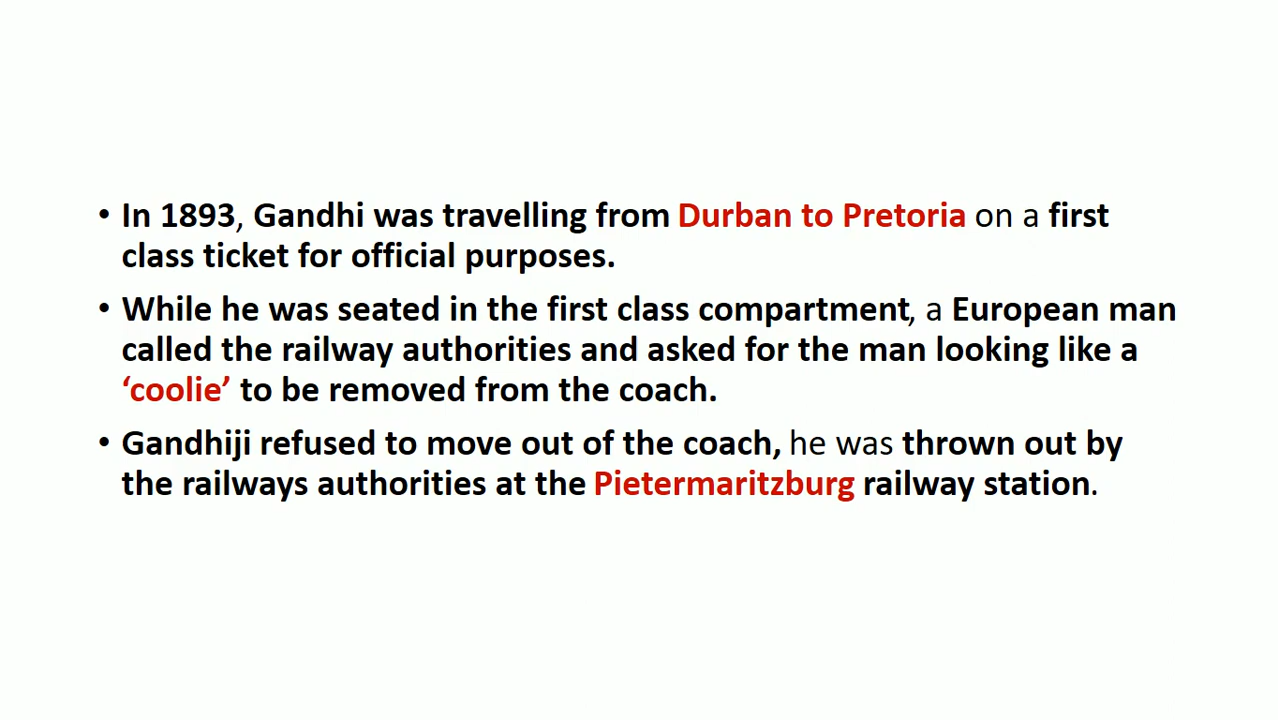 • In 1893, Gandhi was travelling from Durban to Pretoria on a first
class ticket for official purposes.
• While he was seated in the first class compartment, a European man
called the railway authorities and asked for the man looking like a
‘coolie’ to be removed from the coach.
• Gandhiji refused to move out of the coach, he was thrown out by
the railways authorities at the Pietermaritzburg railway station.